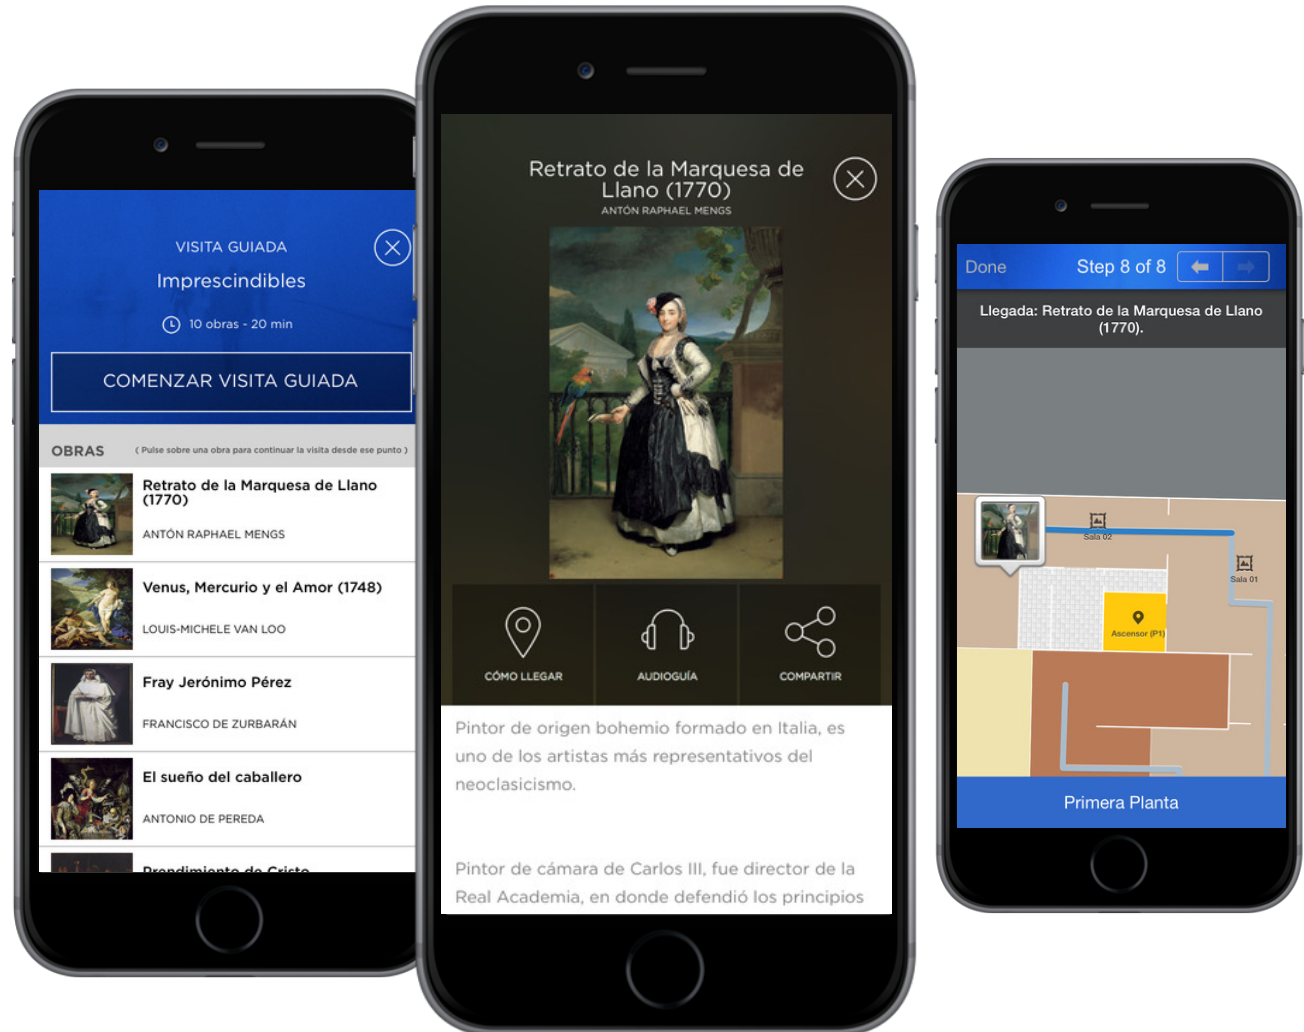 VISITA GUIADA
Imprescindibles
10 obras - 20 min
COMENZAR VISITA GUIADA
OBRAS
( Pulse sobre una obra para continuar la visita desde ese punto )
Retrato de la Marquesa de Llano
(1770)
ANTÓN RAPHAEL MENGS
Venus, Mercurio y el Amor (1748)
LOUIS-MICHELE VAN LOO
Fray Jerónimo Pérez
FRANCISCO DE ZURBARÁN
El sueño del caballero
ANTONIO DE PEREDA
Prendimiento de Cristo
Retrato de la Marquesa de
Llano (1770)
ANTÓN RAPHAEL MENGS
CÓMO LLEGAR
AUDIOGUÍA
COMPARTIR
Pintor de origen bohemio formado en Italia, es
uno de los artistas más representativos del
neoclasicismo.
Pintor de cámara de Carlos III, fue director de la
Real Academia, en donde defendió los principios
Done
Step 8 of 8
Llegada: Retrato de la Marquesa de Llano
(1770).
Sala 02
Sala 01
Ascensor (P1)
Primera Planta